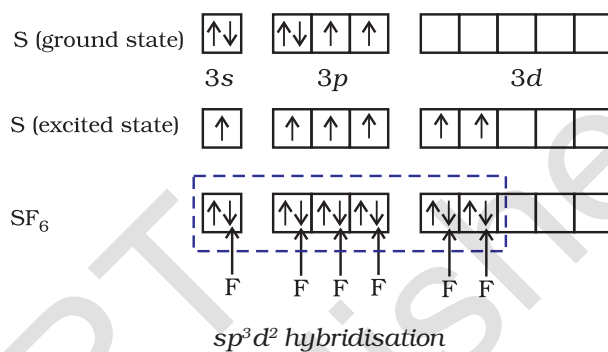 S (ground state)
3s 3p 3d
S (excited state)
SF6
F F F F F F
sp³d² hybridisation